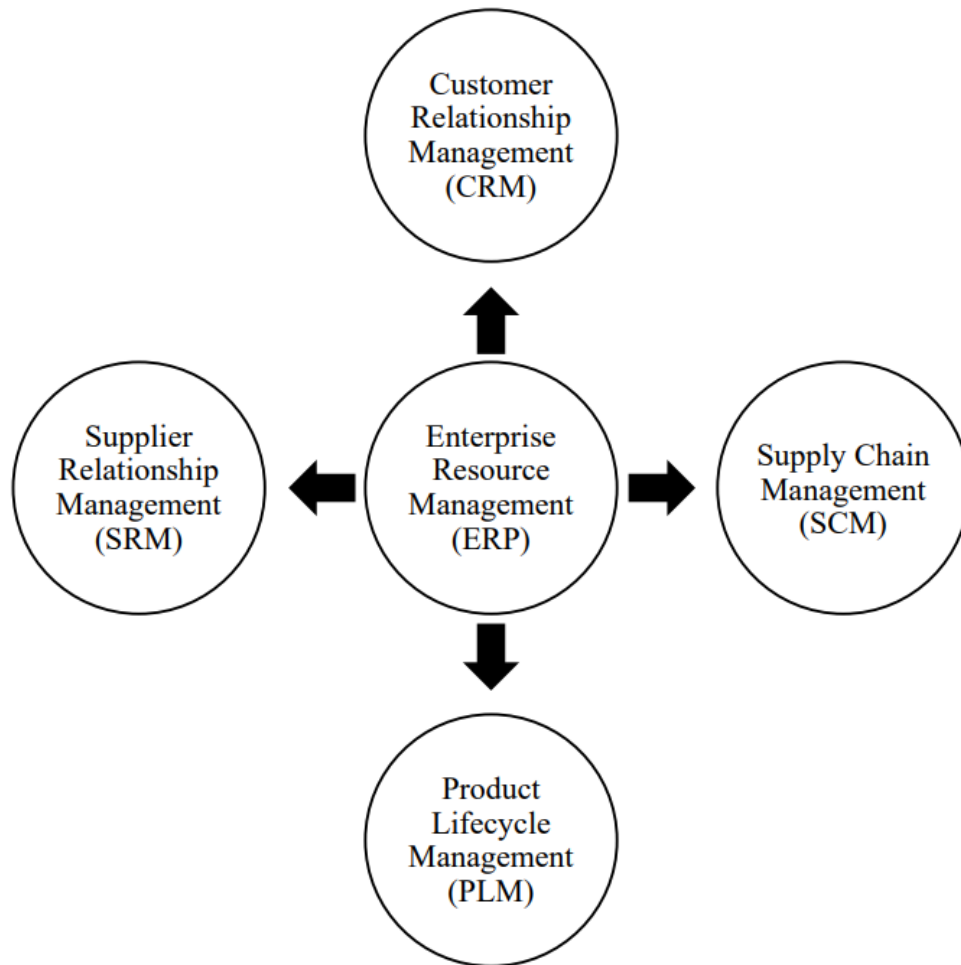 Customer
Relationship
Management
(CRM)
Supplier
Relationship
Management
(SRM)
Enterprise
Resource
Management
(ERP)
Supply Chain
Management
(SCM)
Product
Lifecycle
Management
(PLM)